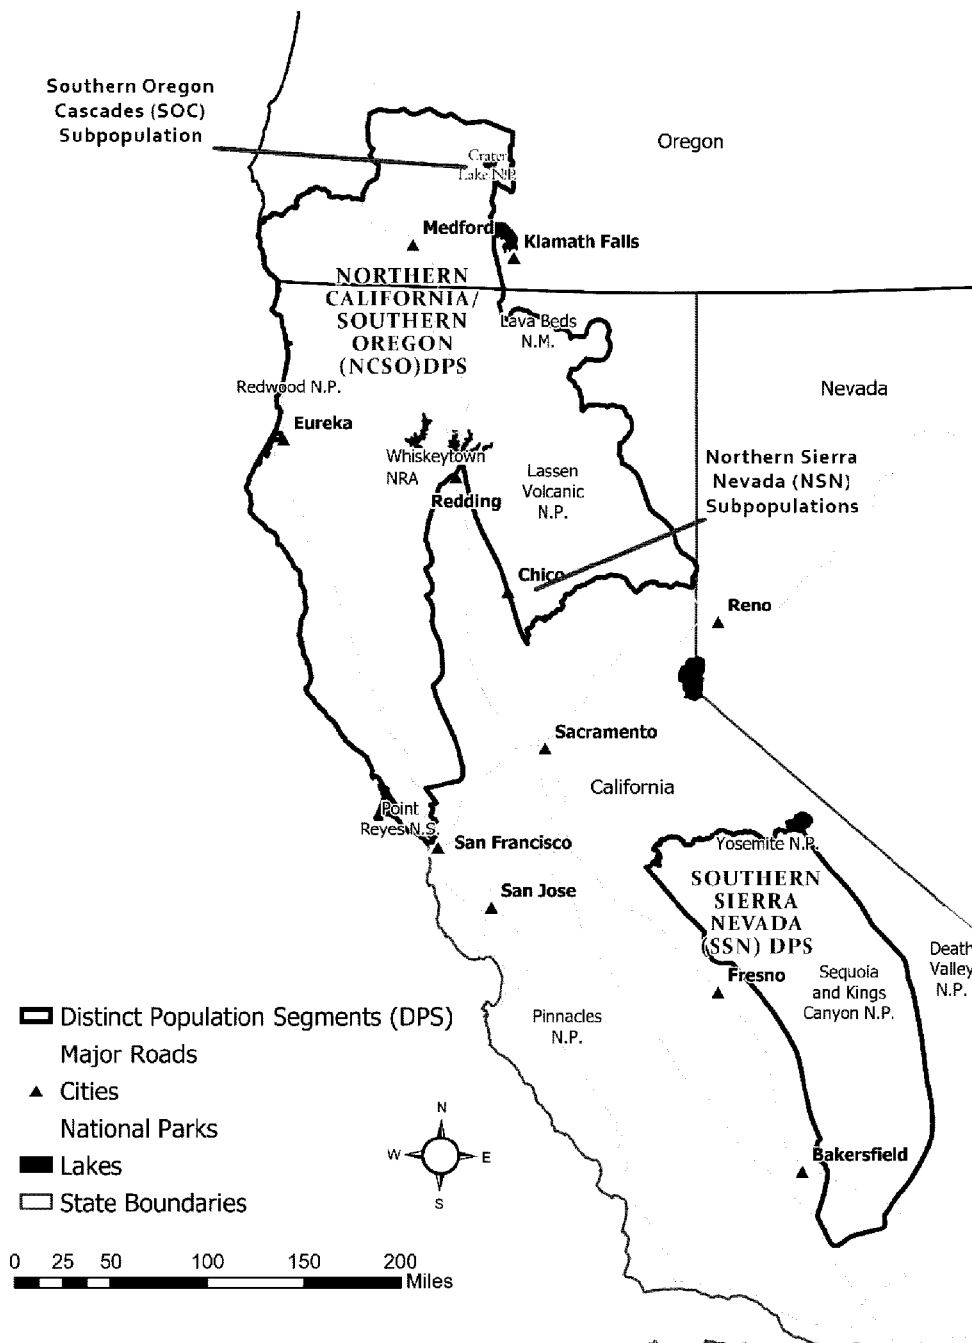 Southern Oregon
Cascades (SOC)
Subpopulation
Oregon
Crater
Lake N.P.
Medford
Klamath Falls
NORTHERN
CALIFORNIA/
SOUTHERN
OREGON
(NCSO)DPS
Lava Beds
N.M.
Redwood N.P.
Nevada
Eureka
Whiskeytown
NRA
Redding
Lassen
Volcanic
N.P.
Northern Sierra
Nevada (NSN)
Subpopulations
Chico
Reno
Sacramento
California
Point
Reyes N.S.
San Francisco
Yosemite N.P.
San Jose
SOUTHERN
SIERRA
NEVADA
(SSN) DPS
Fresno
Sequoia
and Kings
Canyon N.P.
Death
Valley
N.P.
Pinnacles
N.P.
Bakersfield
Distinct Population Segments (DPS)
Major Roads
Cities
National Parks
Lakes
State Boundaries
N
W
E
S
0 25 50 100 150 200
Miles